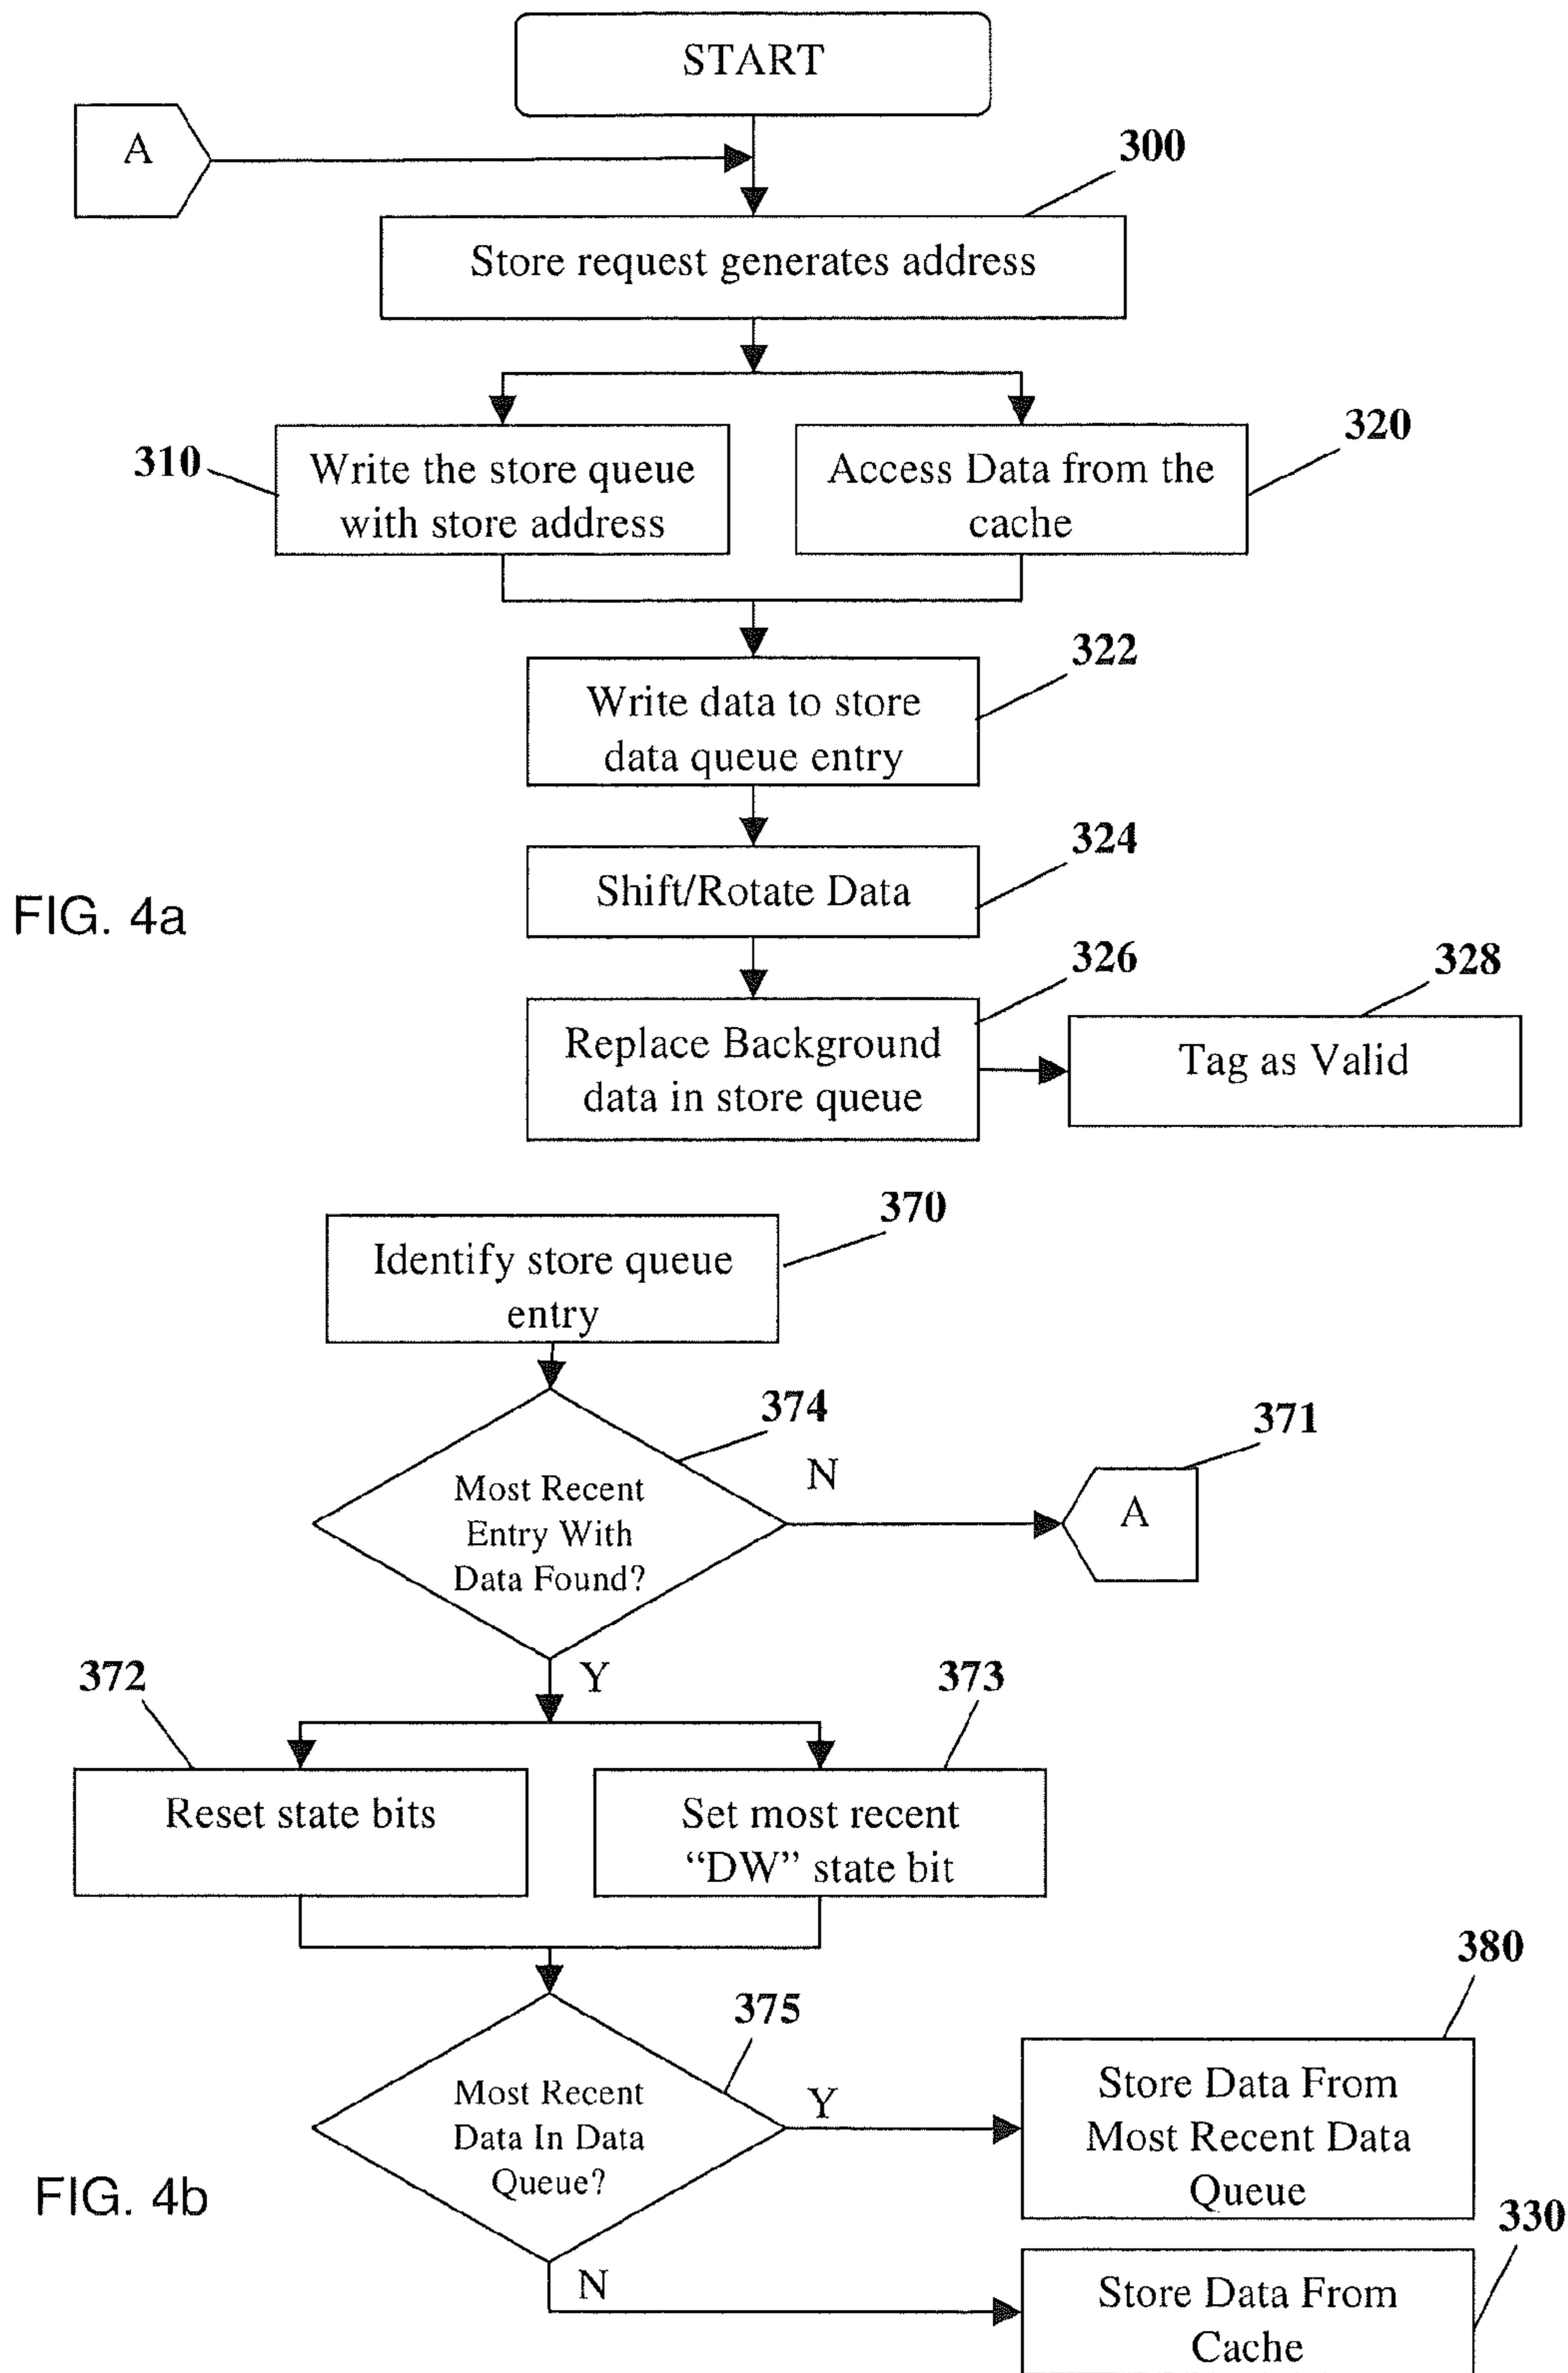 START
A
300
Store request generates address
310
Write the store queue
with store address
320
Access Data from the
cache
322
Write data to store
data queue entry
324
Shift/Rotate Data
FIG. 4a
326
Replace Background
data in store queue
328
Tag as Valid
370
Identify store queue
entry
374
Most Recent
Entry With
Data Found?
N
371
A
Y
372
Reset state bits
373
Set most recent
“DW” state bit
375
Most Recent
Data In Data
Queue?
Y
380
Store Data From
Most Recent Data
Queue
FIG. 4b
N
330
Store Data From
Cache